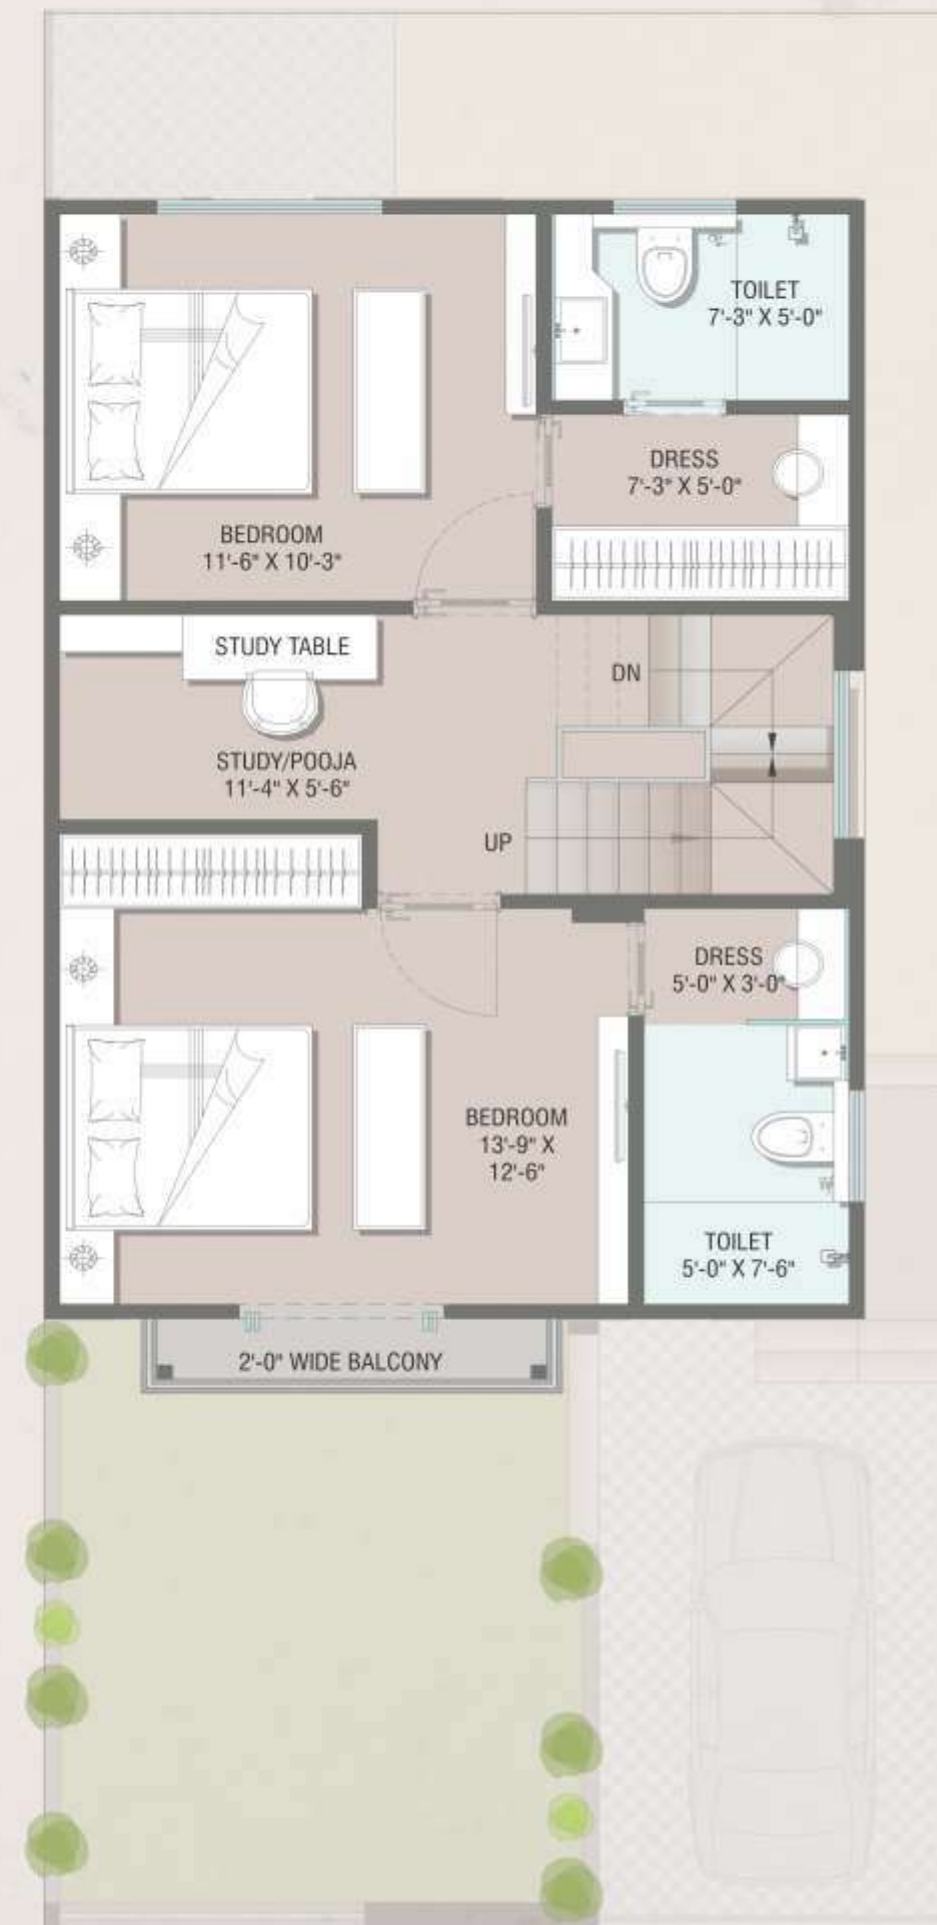 TOILET
7'-3" X 5'-0"
DRESS
7'-3" X 5'-0"
BEDROOM
11'-6" X 10'-3"
STUDY TABLE
DN
STUDY/POOJA
11'-4" X 5'-6"
UP
DRESS
5'-0" X 3'-0"
BEDROOM
13'-9" X
12'-6"
TOILET
5'-0" X 7'-6"
2'-0" WIDE BALCONY